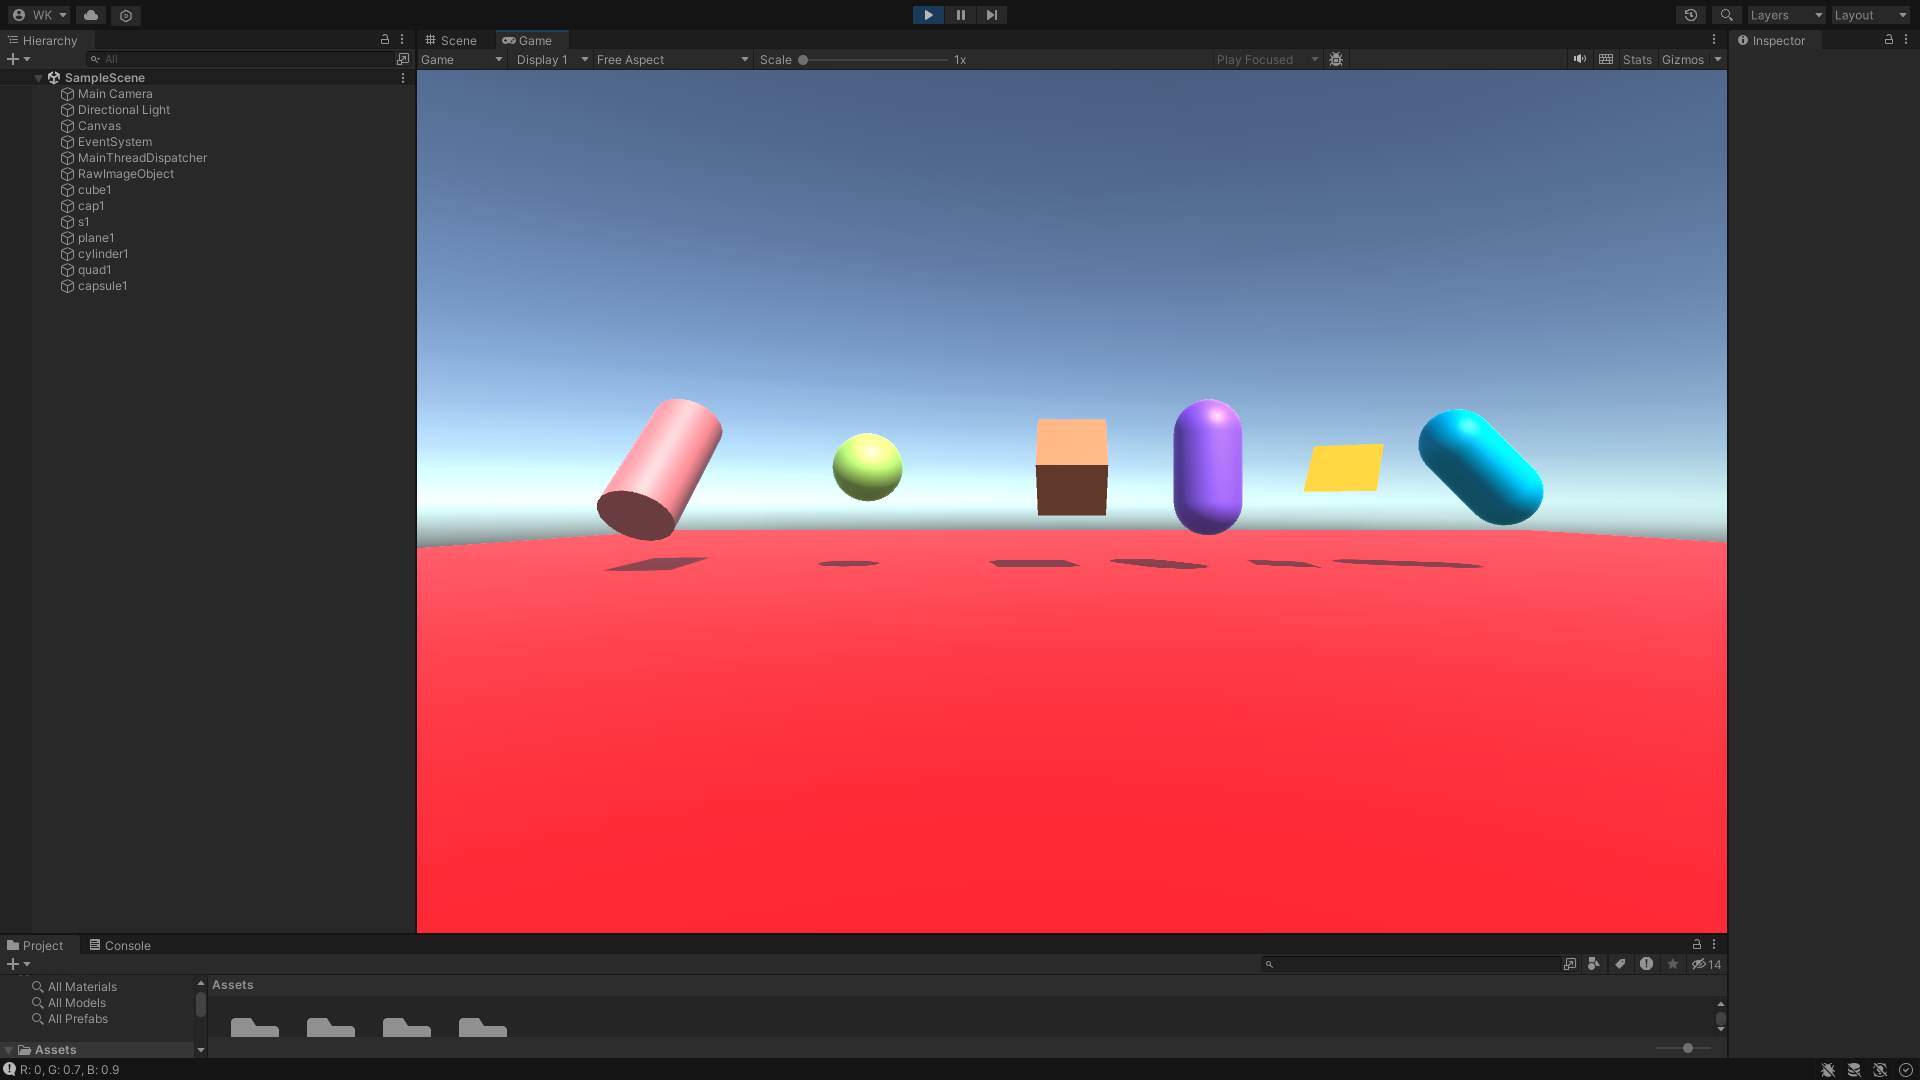 WK
Layers
Layout
Hierarchy
All
SampleScene
Main Camera
Directional Light
Canvas
EventSystem
MainThreadDispatcher
RawImageObject
cube1
cap1
s1
plane1
cylinder1
quad1
capsule1
Scene
Game
Game
Display 1
Free Aspect
Scale
1x
Play Focused
Stats
Gizmos
Inspector
Project
Console
14
All Materials
All Models
All Prefabs
Assets
Assets
R: 0, G: 0.7, B: 0.9